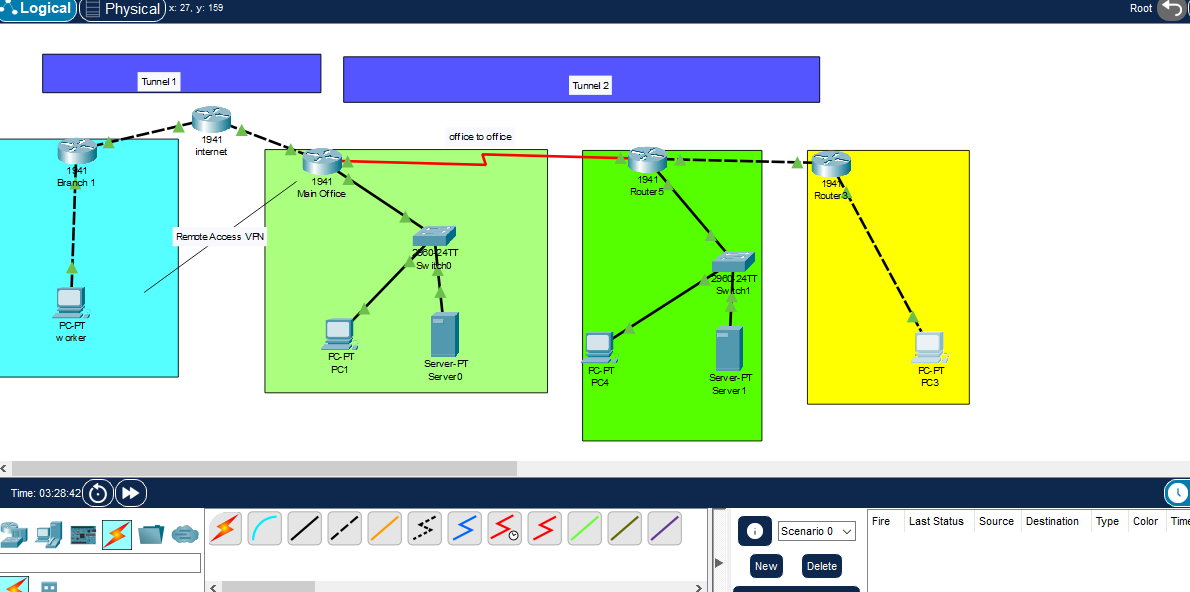 Logical
Physical
x: 27, y: 159
Root
Tunnel 1
Tunnel 2
1941
internet
office to office
1941
Branch 1
1941
Main Office
1941
Router5
1941
Router3
Remote Access VPN
2960-24TT
Switch0
2960-24TT
Switch1
PC-PT
worker
PC-PT
PC1
Server-PT
Server0
PC-PT
PC4
Server-PT
Server1
PC-PT
PC3
Time: 03:28:42
Scenario 0
New
Delete
Fire
Last Status
Source
Destination
Type
Color